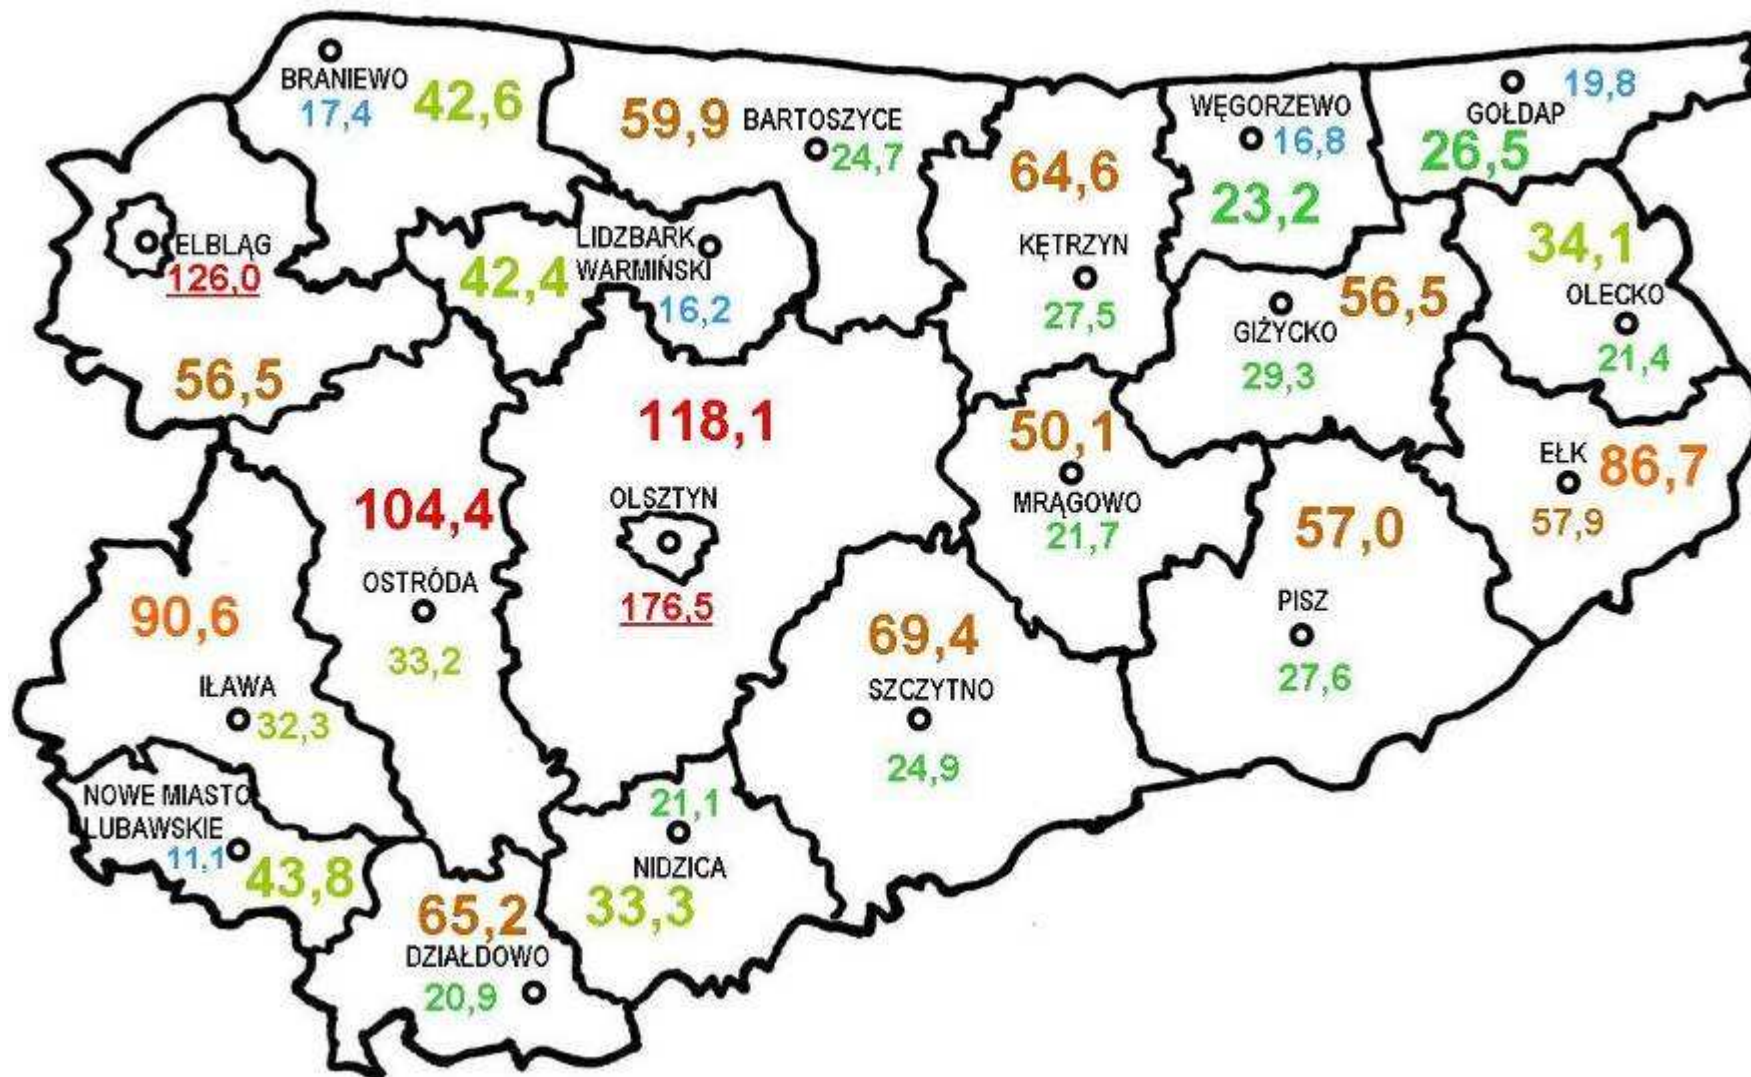 BRANIEWO
17,4
42,6
59,9
BARTOSZYCE
24,7
WĘGORZEWO
16,8
23,2
19,8
GOŁDAP
26,5
64,6
KĘTRZYN
27,5
ELBLĄG
126,0
56,5
42,4
LIDZBARK
WARMIŃSKI
16,2
56,5
GIŻYCKO
29,3
34,1
OLECKO
21,4
118,1
OLSZTYN
176,5
104,4
OSTRÓDA
33,2
50,1
MRĄGOWO
21,7
EŁK
86,7
57,9
57,0
PISZ
27,6
90,6
IŁAWA
32,3
69,4
SZCZYTNO
24,9
NOWE MIASTO
LUBAWSKIE
11,1
43,8
21,1
NIDZICA
33,3
65,2
DZIAŁDOWO
20,9